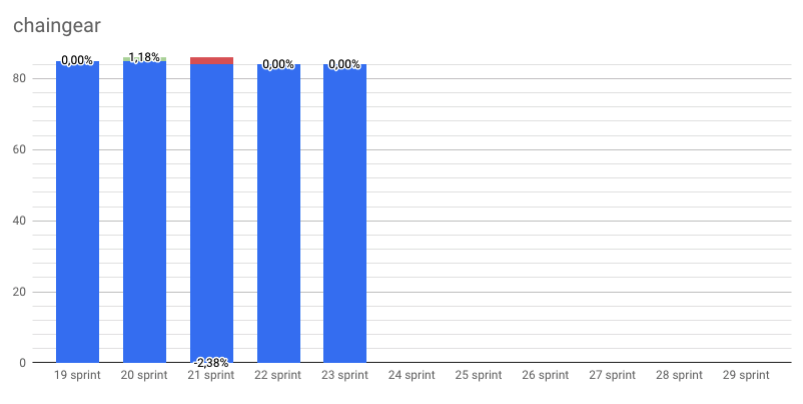 chaingear
0,00%
1,18%
0,00%
0,00%
80
60
40
20
0
-2,38%
19 sprint
20 sprint
21 sprint
22 sprint
23 sprint
24 sprint
25 sprint
26 sprint
27 sprint
28 sprint
29 sprint